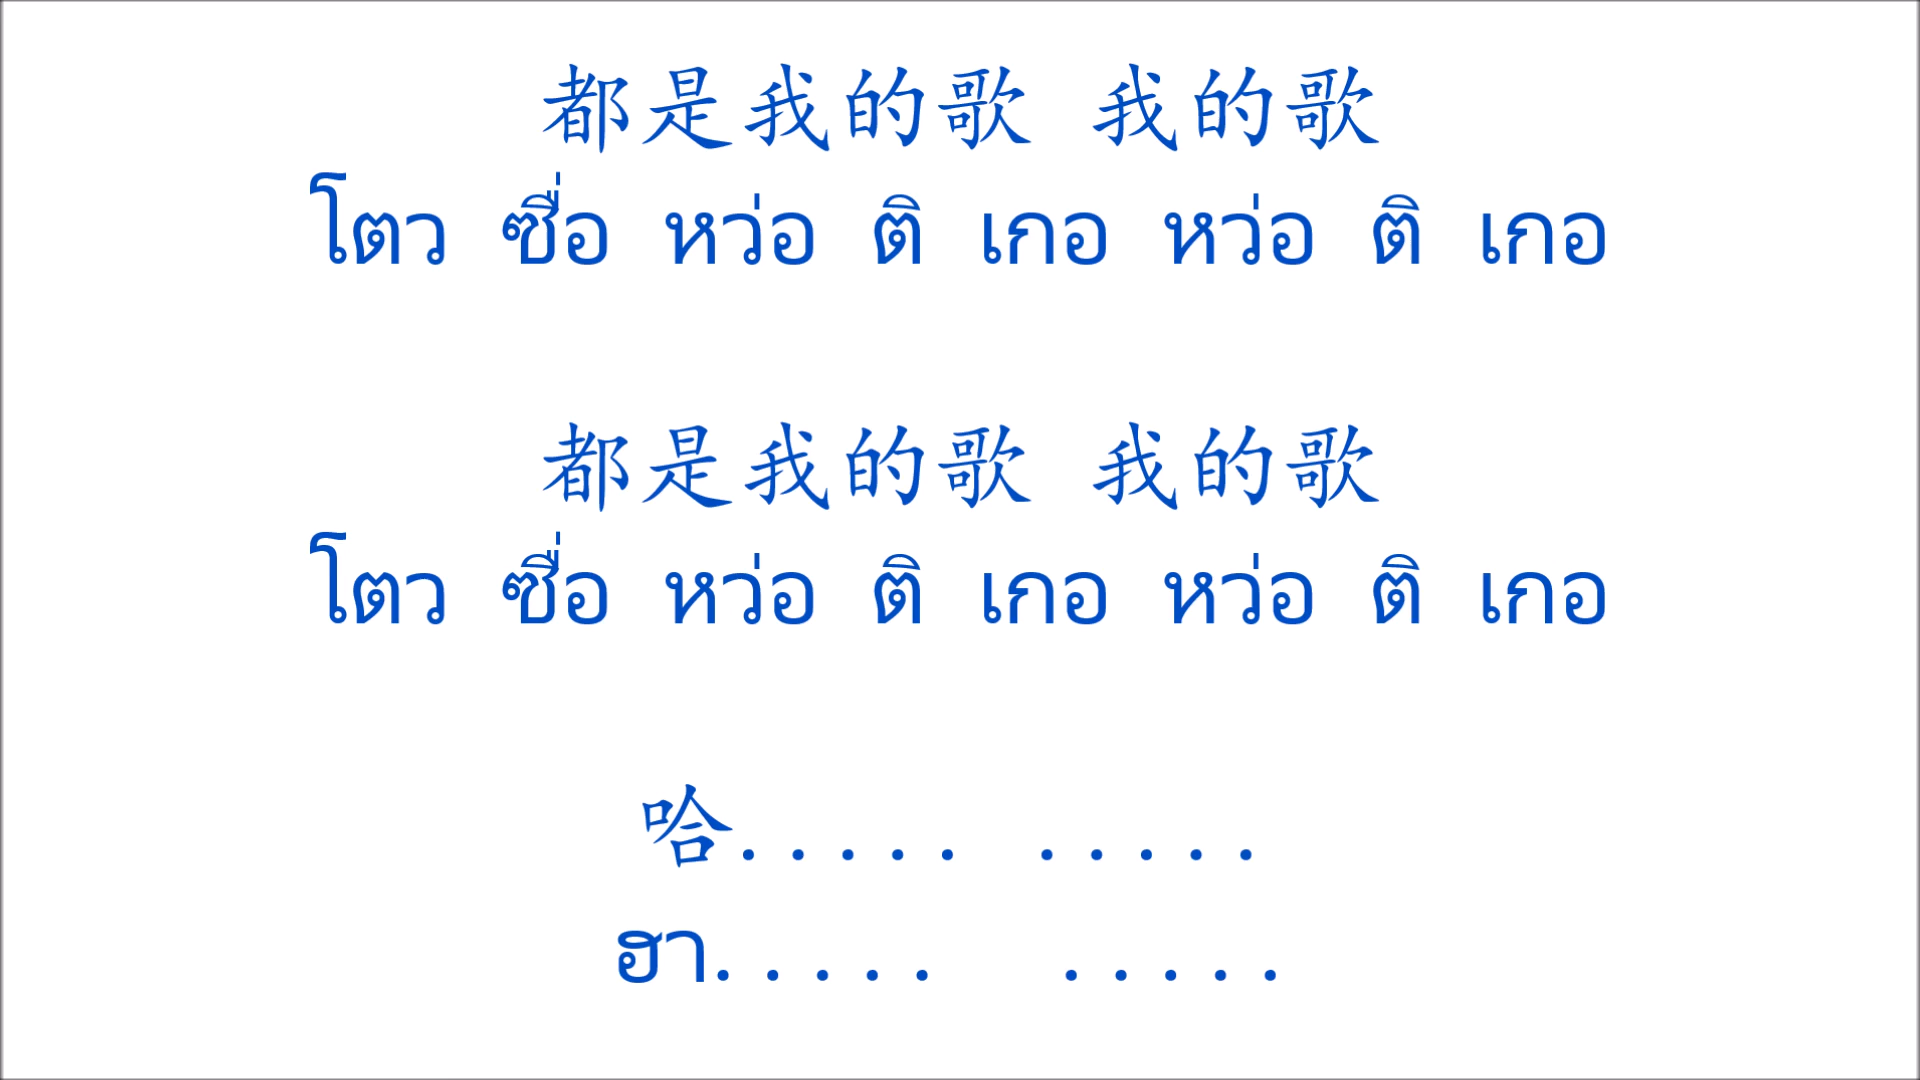 都是我的歌 我的歌
โตว ซื่อ หว่อ ติ เกอ หว่อ ติ เกอ
都是我的歌 我的歌
โตว ซื่อ หว่อ ติ เกอ หว่อ ติ เกอ
哈..... .....
ฮา..... .....